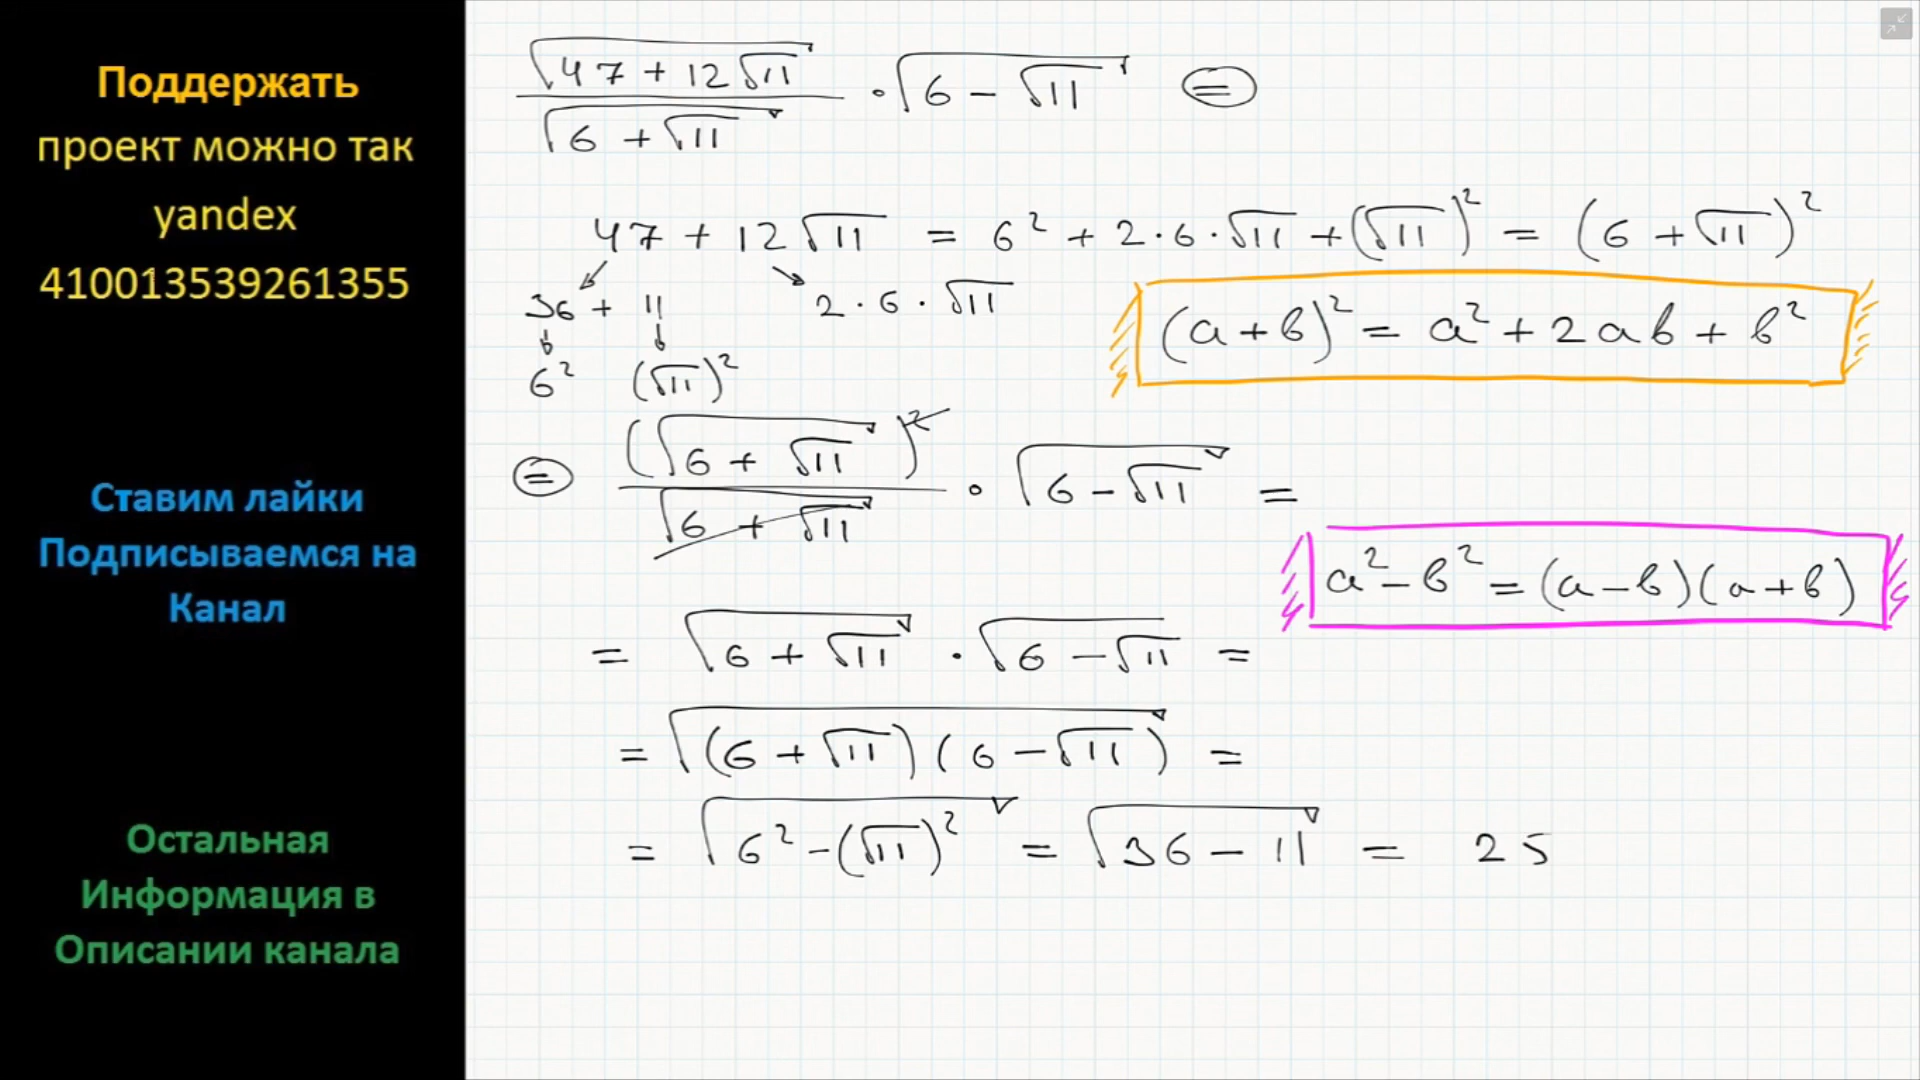 Поддержать
проект можно так
yandex
410013539261355
Ставим лайки
Подписываемся на
Канал
Остальная
Информация в
Описании канала
√(47 + 12√11) / √(6 + √11) · √(6 − √11) =
47 + 12√11 = 6² + 2·6·√11 + (√11)² = (6 + √11)²
36 + 11 2·6·√11
6² (√11)²
(a+b)² = a² + 2ab + b²
= (√(6 + √11))² / √(6 + √11) · √(6 − √11) =
a² − b² = (a − b)(a + b)
= √(6 + √11) · √(6 − √11) =
= √((6 + √11)(6 − √11)) =
= √(6² − (√11)²) = √(36 − 11) = 25